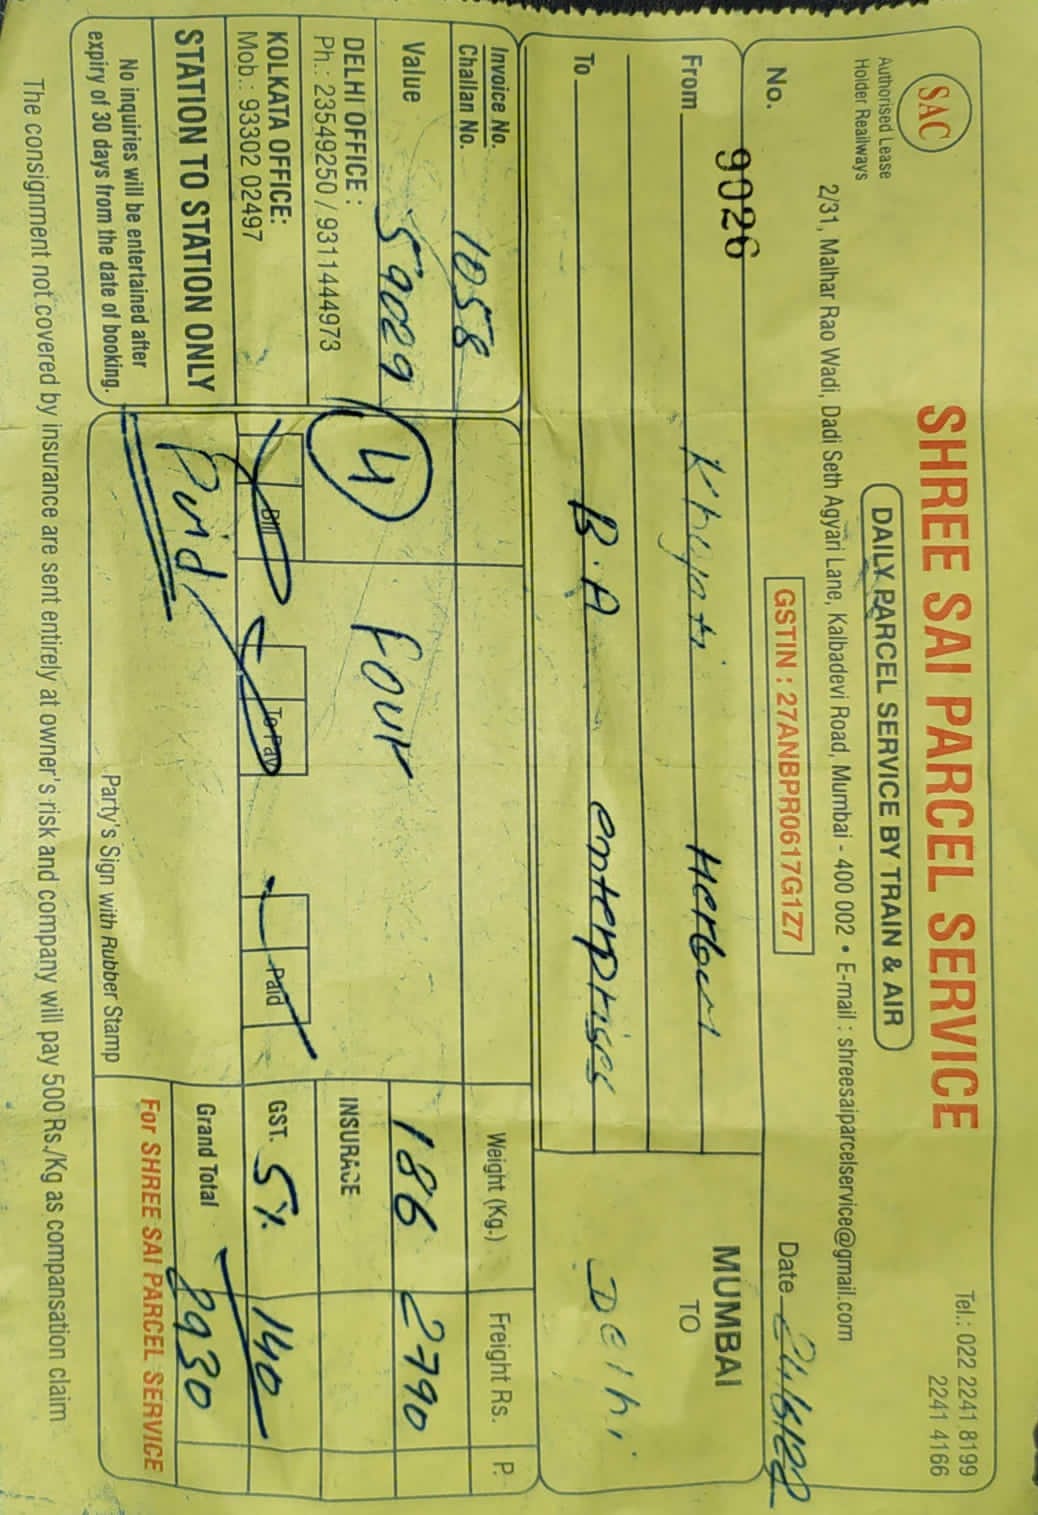 SAC
Authorised Lease
Holder Reailways
SHREE SAI PARCEL SERVICE
Tel.: 022 2241 8199
2241 4166
DAILY PARCEL SERVICE BY TRAIN & AIR
2/31, Malhar Rao Wadi, Dadi Seth Agyari Lane, Kalbadevi Road, Mumbai - 400 002 • E-mail : shreesaiparcelservice@gmail.com
No. 9026
GSTIN : 27ANBPR0617G1Z7
Date
From Khyati Herbal
MUMBAI
TO
Delhi
To B.A enterprises
Invoice No.
Challan No. 1058
Value 59029
Weight (Kg.) Freight Rs. P.
4 Four
186 2790
DELHI OFFICE :
Ph.: 23549250 / 9311444973
INSURACE
KOLKATA OFFICE:
Mob.: 93302 02497
Bill To Pay Paid
GST. 5% 140
STATION TO STATION ONLY
Paid
Grand Total 2930
No inquiries will be entertained after
expiry of 30 days from the date of booking.
Party's Sign with Rubber Stamp
For SHREE SAI PARCEL SERVICE
The consignment not covered by insurance are sent entirely at owner's risk and company will pay 500 Rs./Kg as compansation claim